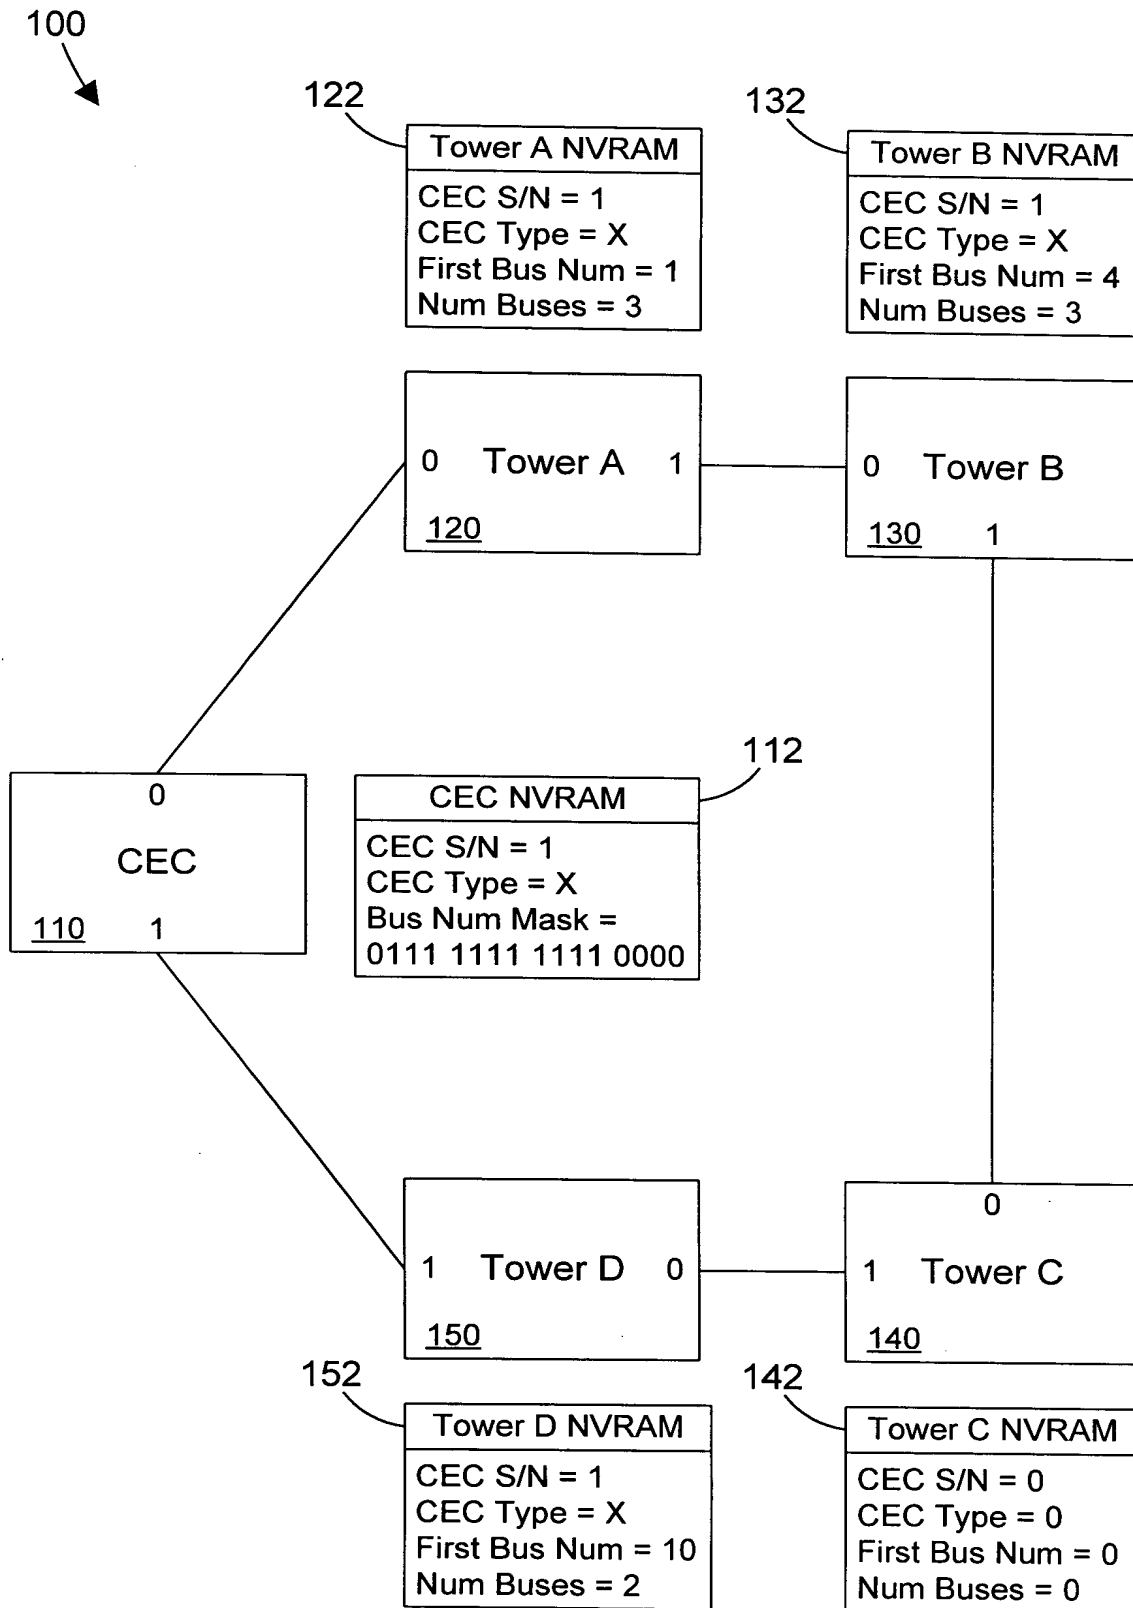 100
122
132
Tower A NVRAM
CEC S/N = 1
CEC Type = X
First Bus Num = 1
Num Buses = 3
Tower B NVRAM
CEC S/N = 1
CEC Type = X
First Bus Num = 4
Num Buses = 3
0 Tower A 1
120
0 Tower B
130 1
112
0
CEC
110 1
CEC NVRAM
CEC S/N = 1
CEC Type = X
Bus Num Mask =
0111 1111 1111 0000
1 Tower D 0
150
0
1 Tower C
140
152
142
Tower D NVRAM
CEC S/N = 1
CEC Type = X
First Bus Num = 10
Num Buses = 2
Tower C NVRAM
CEC S/N = 0
CEC Type = 0
First Bus Num = 0
Num Buses = 0